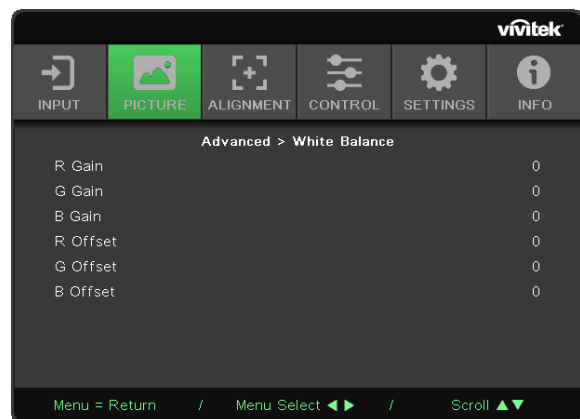 vivitek
INPUT PICTURE ALIGNMENT CONTROL SETTINGS INFO
Advanced > White Balance
R Gain 0
G Gain 0
B Gain 0
R Offset 0
G Offset 0
B Offset 0
Menu = Return / Menu Select ◀ ▶ / Scroll ▲▼